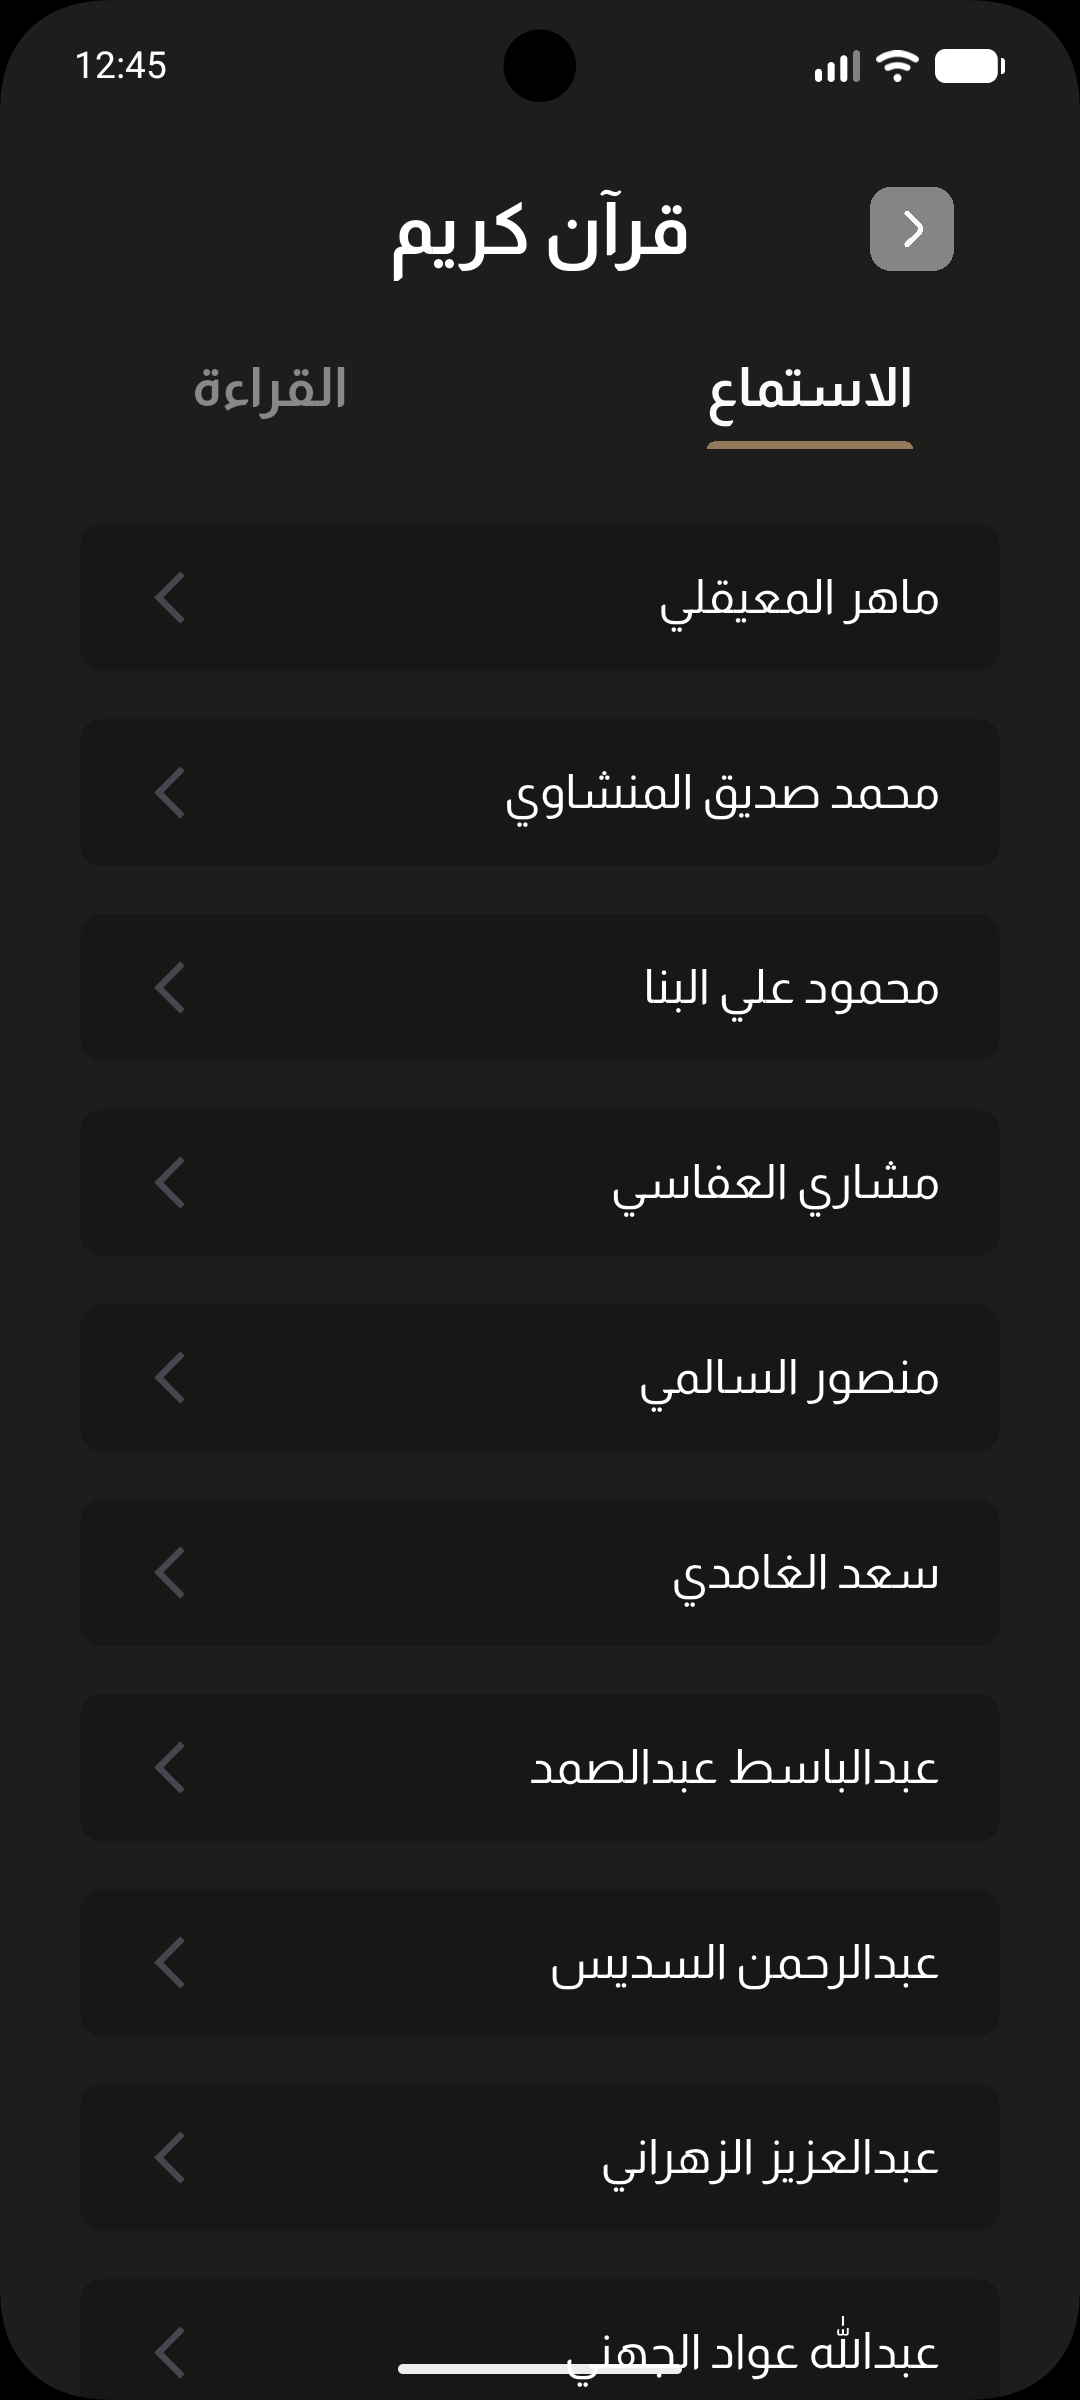 12:45
قرآن كريم
الاستماع
القراءة
ماهر المعيقلي
محمد صديق المنشاوي
محمود علي البنا
مشاري العفاسي
منصور السالمي
سعد الغامدي
عبدالباسط عبدالصمد
عبدالرحمن السديس
عبدالعزيز الزهراني
عبدالله عواد الجهني